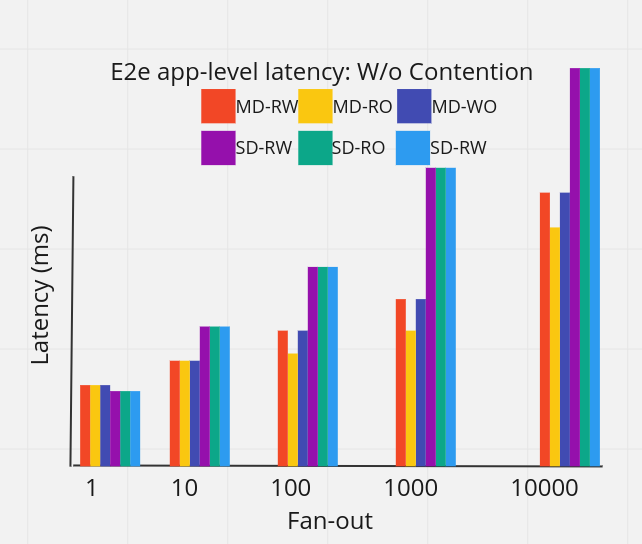 E2e app-level latency: W/o Contention
MD-RW MD-RO MD-WO
SD-RW SD-RO SD-RW
Latency (ms)
1 10 100 1000 10000
Fan-out